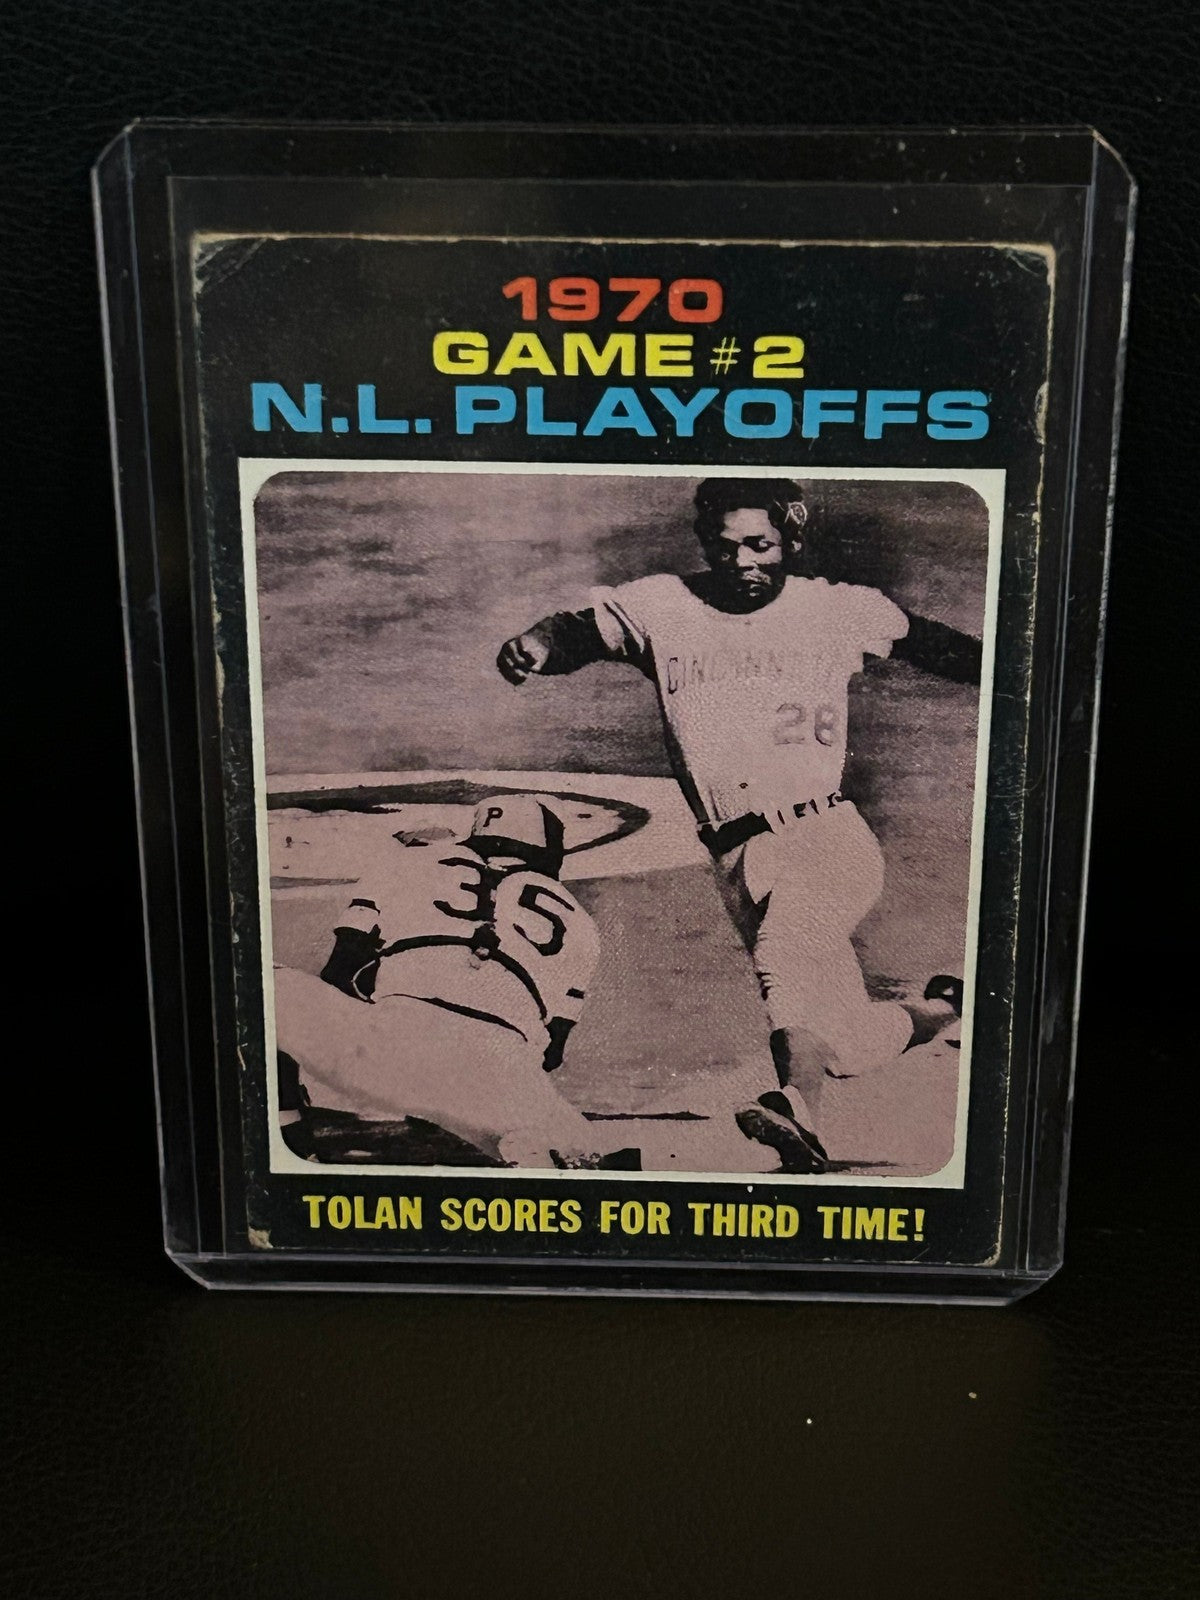 1970
GAME #2
N.L. PLAYOFFS
CINCINNATI
28
P
35
TOLAN SCORES FOR THIRD TIME!